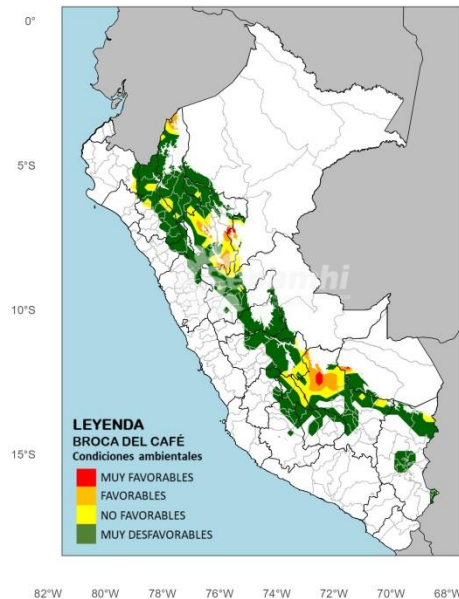 0°
5°S
10°S
15°S
senamhi
LEYENDA
BROCA DEL CAFÉ
Condiciones ambientales
MUY FAVORABLES
FAVORABLES
NO FAVORABLES
MUY DESFAVORABLES
82°W 80°W 78°W 76°W 74°W 72°W 70°W 68°W